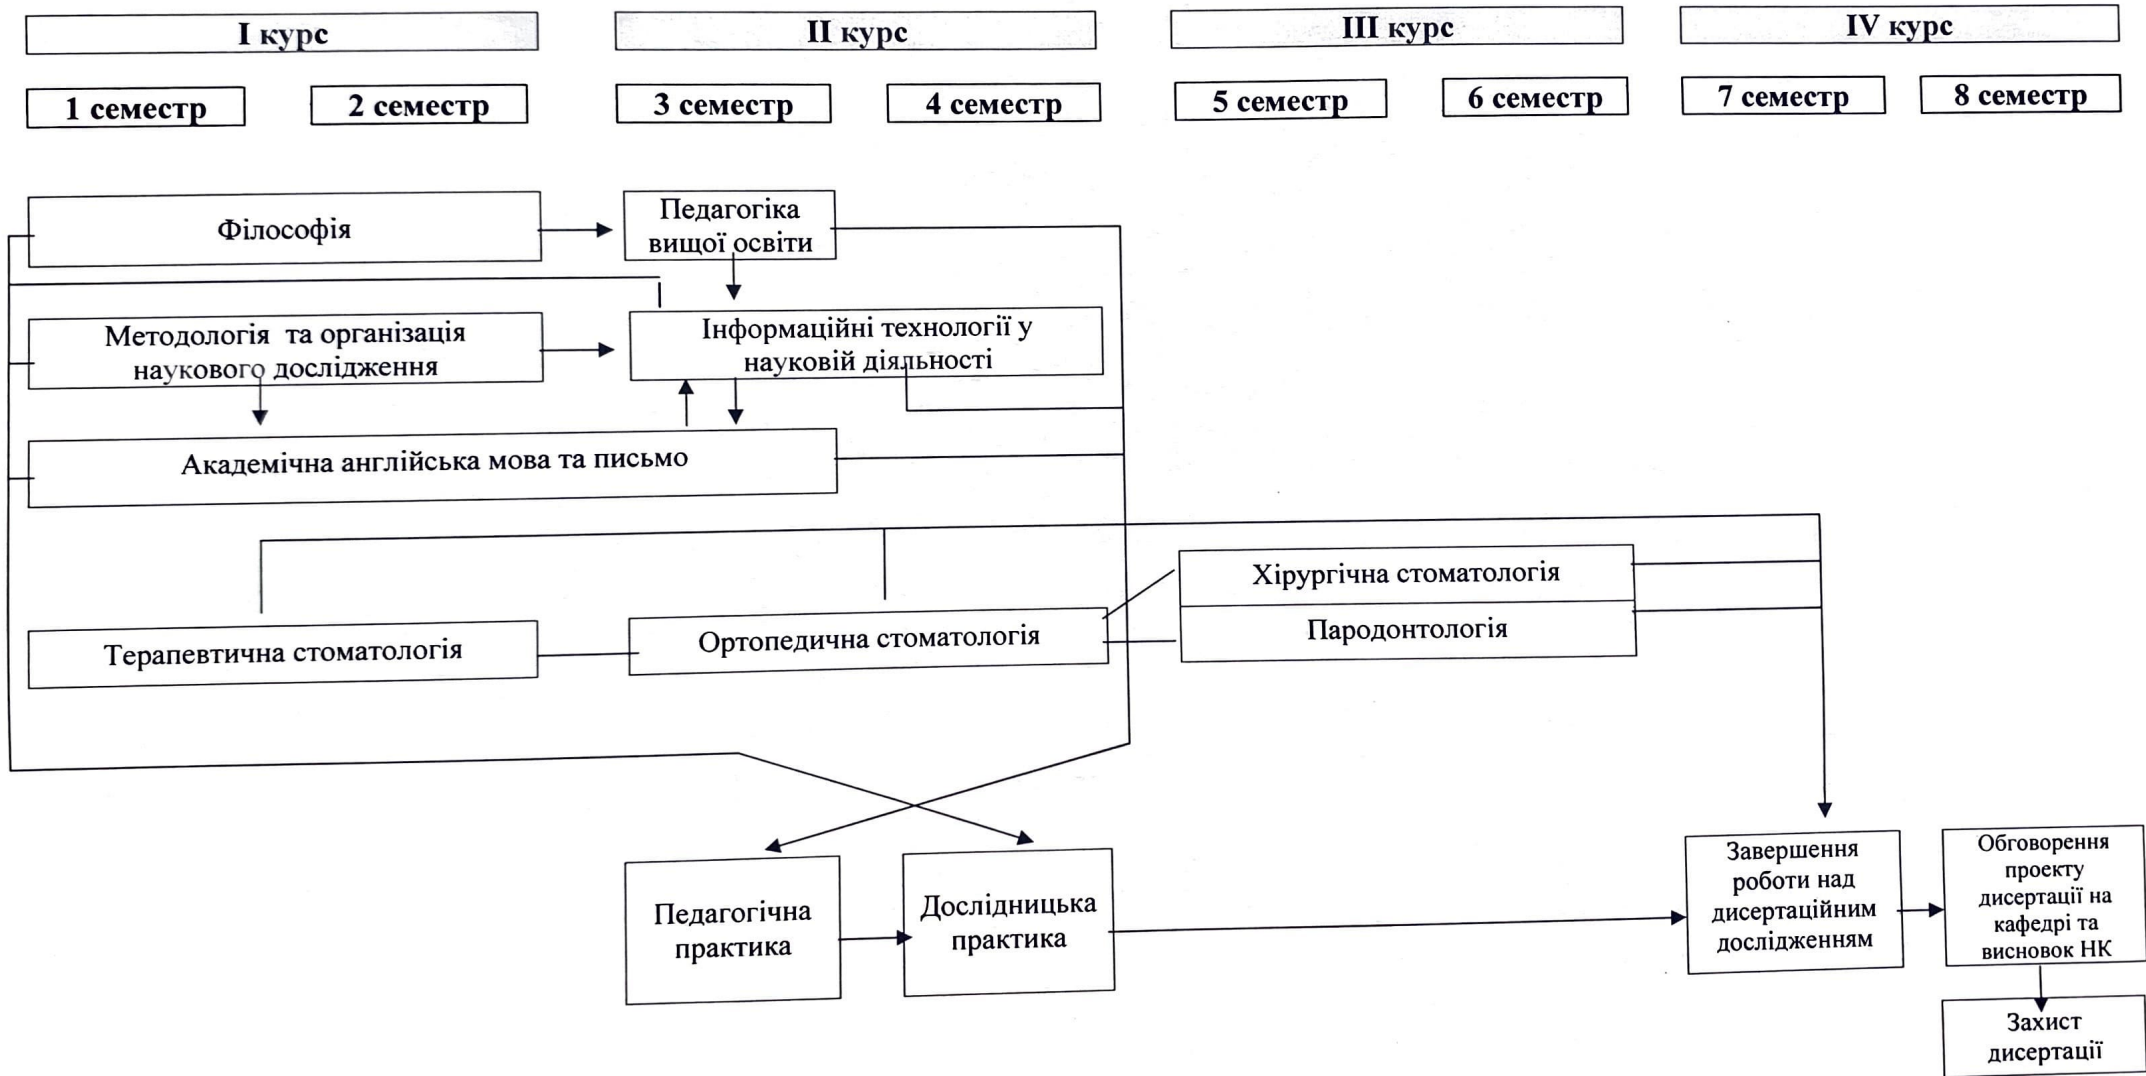 I курс
II курс
III курс
IV курс
1 семестр
2 семестр
3 семестр
4 семестр
5 семестр
6 семестр
7 семестр
8 семестр
Філософія
Педагогіка
вищої освіти
Методологія та організація
наукового дослідження
Інформаційні технології у
науковій діяльності
Академічна англійська мова та письмо
Терапевтична стоматологія
Ортопедична стоматологія
Хірургічна стоматологія
Пародонтологія
Педагогічна
практика
Дослідницька
практика
Завершення
роботи над
дисертаційним
дослідженням
Обговорення
проекту
дисертації на
кафедрі та
висновок НК
Захист
дисертації